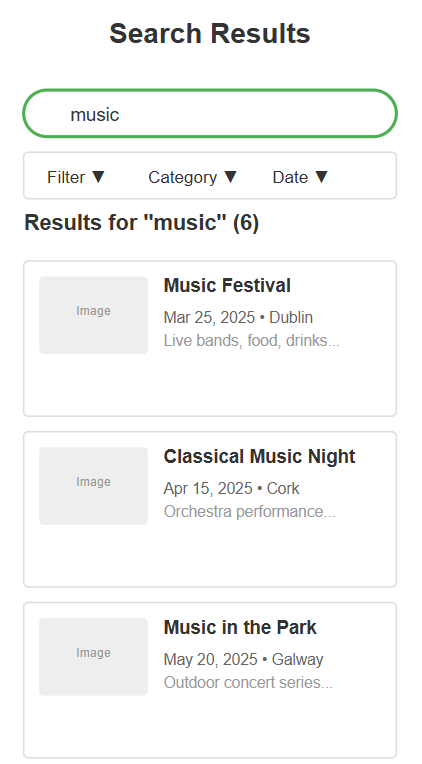 Search Results
music
Filter ▼ Category ▼ Date ▼
Results for "music" (6)
Image
Music Festival
Mar 25, 2025 • Dublin
Live bands, food, drinks...
Image
Classical Music Night
Apr 15, 2025 • Cork
Orchestra performance...
Image
Music in the Park
May 20, 2025 • Galway
Outdoor concert series...